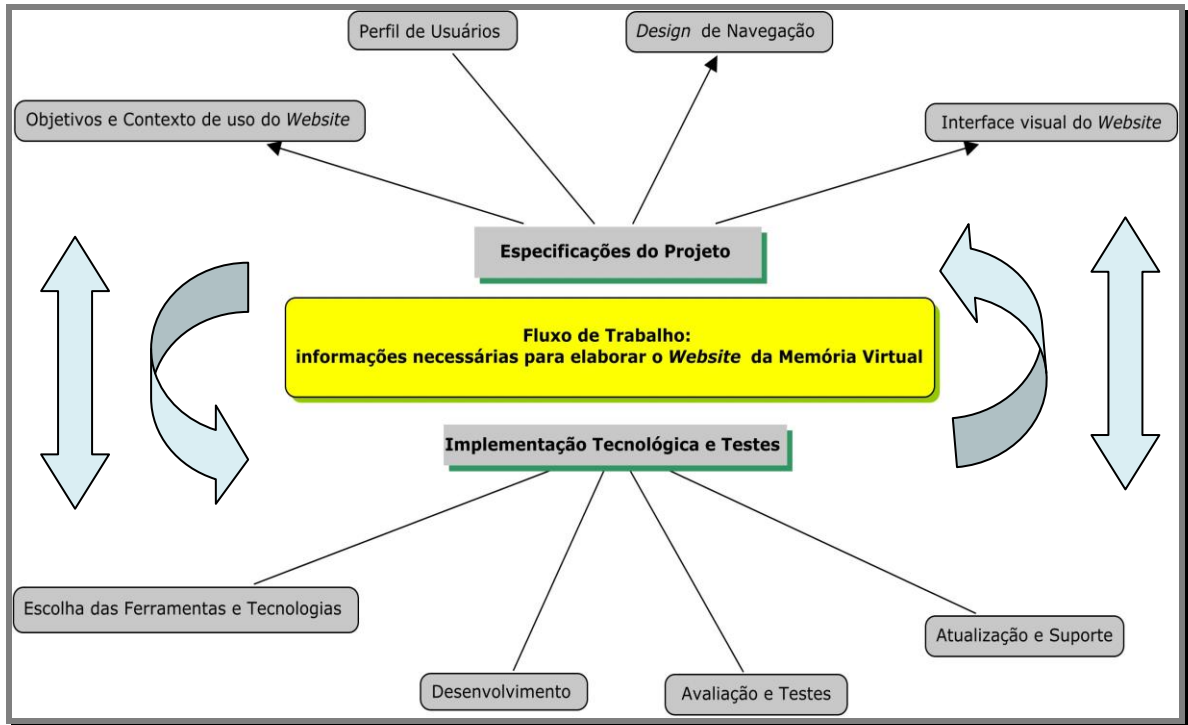 Perfil de Usuários
Design de Navegação
Objetivos e Contexto de uso do Website
Interface visual do Website
Especificações do Projeto
Fluxo de Trabalho:
informações necessárias para elaborar o Website da Memória Virtual
Implementação Tecnológica e Testes
Escolha das Ferramentas e Tecnologias
Atualização e Suporte
Desenvolvimento
Avaliação e Testes